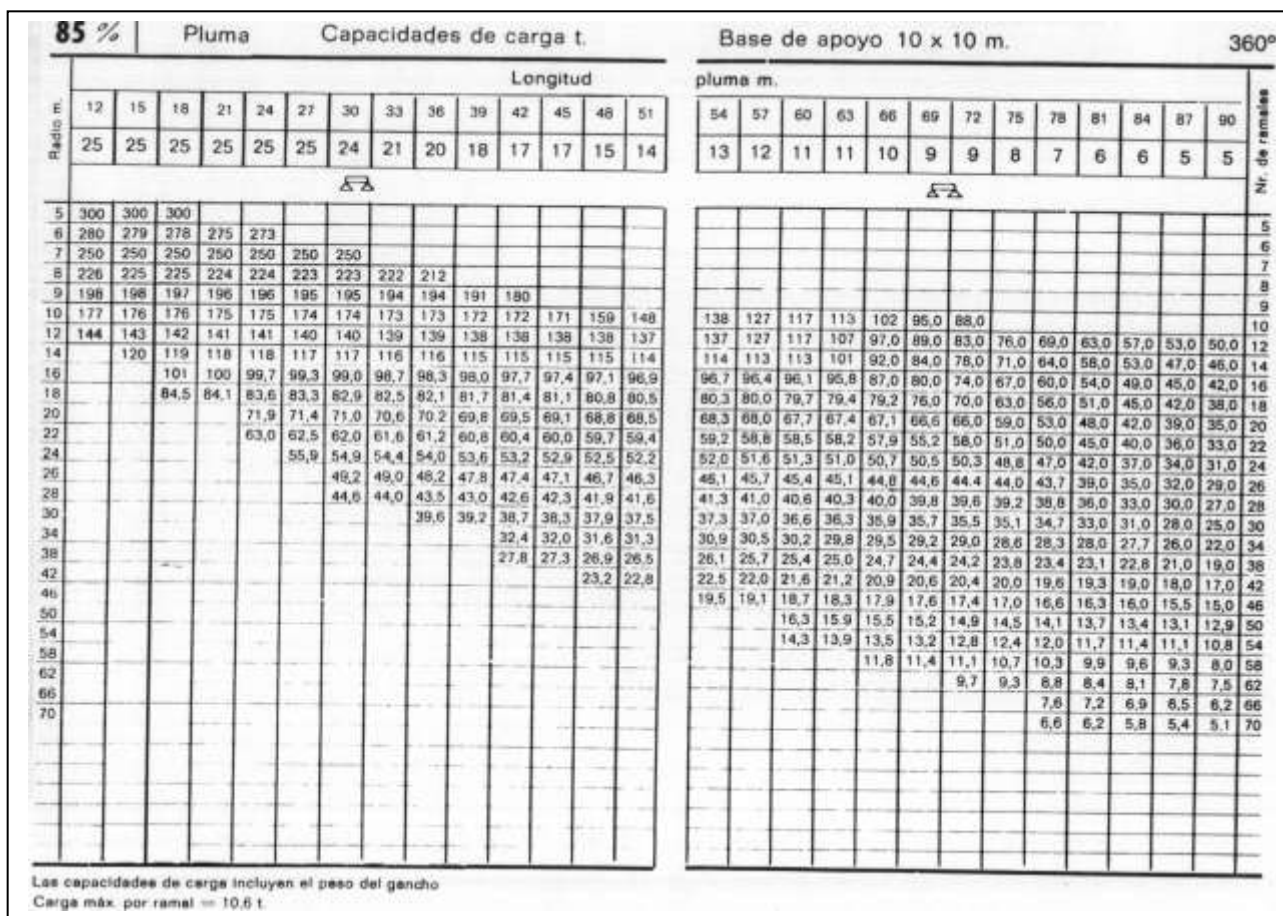 85 % Pluma Capacidades de carga t. Base de apoyo 10 x 10 m. 360º
Longitud pluma m.
Radio m. 12 15 18 21 24 27 30 33 36 39 42 45 48 51 54 57 60 63 66 69 72 75 78 81 84 87 90 Nr. de ramales
25 25 25 25 25 25 24 21 20 18 17 17 15 14 13 12 11 11 10 9 9 8 7 6 6 5 5
5 300 300 300 5
6 280 279 278 275 273 6
7 250 250 250 250 250 250 250 7
8 226 225 225 224 224 223 223 222 212 8
9 198 198 197 196 196 195 195 194 194 191 180 9
10 177 176 176 175 175 174 174 173 173 172 172 171 159 148 138 127 117 113 102 95,0 88,0 10
12 144 143 142 141 141 140 140 139 139 138 138 138 138 137 137 127 117 107 97,0 89,0 83,0 76,0 69,0 63,0 57,0 53,0 50,0 12
14 120 119 118 118 117 117 116 116 115 115 115 115 114 114 113 113 101 92,0 84,0 78,0 71,0 64,0 58,0 53,0 47,0 46,0 14
16 101 100 99,7 99,3 99,0 98,7 98,3 98,0 97,7 97,4 97,1 96,9 96,7 96,4 96,1 95,8 87,0 80,0 74,0 67,0 60,0 54,0 49,0 45,0 42,0 16
18 84,5 84,1 83,6 83,3 82,9 82,5 82,1 81,7 81,4 81,1 80,8 80,5 80,3 80,0 79,7 79,4 79,2 76,0 70,0 63,0 56,0 51,0 45,0 42,0 38,0 18
20 71,9 71,4 71,0 70,6 70,2 69,8 69,5 69,1 68,8 68,5 68,3 68,0 67,7 67,4 67,1 66,6 66,0 59,0 53,0 48,0 42,0 39,0 35,0 20
22 63,0 62,5 62,0 61,6 61,2 60,8 60,4 60,0 59,7 59,4 59,2 58,8 58,5 58,2 57,9 55,2 58,0 51,0 50,0 45,0 40,0 36,0 33,0 22
24 55,9 54,9 54,4 54,0 53,6 53,2 52,9 52,5 52,2 52,0 51,6 51,3 51,0 50,7 50,5 50,3 48,8 47,0 42,0 37,0 34,0 31,0 24
26 49,2 49,0 48,2 47,8 47,4 47,1 46,7 46,3 46,1 45,7 45,4 45,1 44,8 44,6 44,4 44,0 43,7 39,0 35,0 32,0 29,0 26
28 44,6 44,0 43,5 43,0 42,6 42,3 41,9 41,6 41,3 41,0 40,6 40,3 40,0 39,8 39,6 39,2 38,8 36,0 33,0 30,0 27,0 28
30 39,6 39,2 38,7 38,3 37,9 37,5 37,3 37,0 36,6 36,3 35,9 35,7 35,5 35,1 34,7 33,0 31,0 28,0 25,0 30
34 32,4 32,0 31,6 31,3 30,9 30,5 30,2 29,8 29,5 29,2 29,0 28,6 28,3 28,0 27,7 26,0 22,0 34
38 27,8 27,3 26,9 26,5 26,1 25,7 25,4 25,0 24,7 24,4 24,2 23,8 23,4 23,1 22,8 21,0 19,0 38
42 23,2 22,8 22,5 22,0 21,6 21,2 20,9 20,6 20,4 20,0 19,6 19,3 19,0 18,0 17,0 42
46 19,5 19,1 18,7 18,3 17,9 17,6 17,4 17,0 16,6 16,3 16,0 15,5 15,0 46
50 16,3 15,9 15,5 15,2 14,9 14,5 14,1 13,7 13,4 13,1 12,9 50
54 14,3 13,9 13,5 13,2 12,8 12,4 12,0 11,7 11,4 11,1 10,8 54
58 11,8 11,4 11,1 10,7 10,3 9,9 9,6 9,3 8,0 58
62 9,7 9,3 8,8 8,4 8,1 7,8 7,5 62
66 7,6 7,2 6,9 6,5 6,2 66
70 6,6 6,2 5,8 5,4 5,1 70
Las capacidades de carga incluyen el peso del gancho
Carga máx. por ramal = 10,6 t